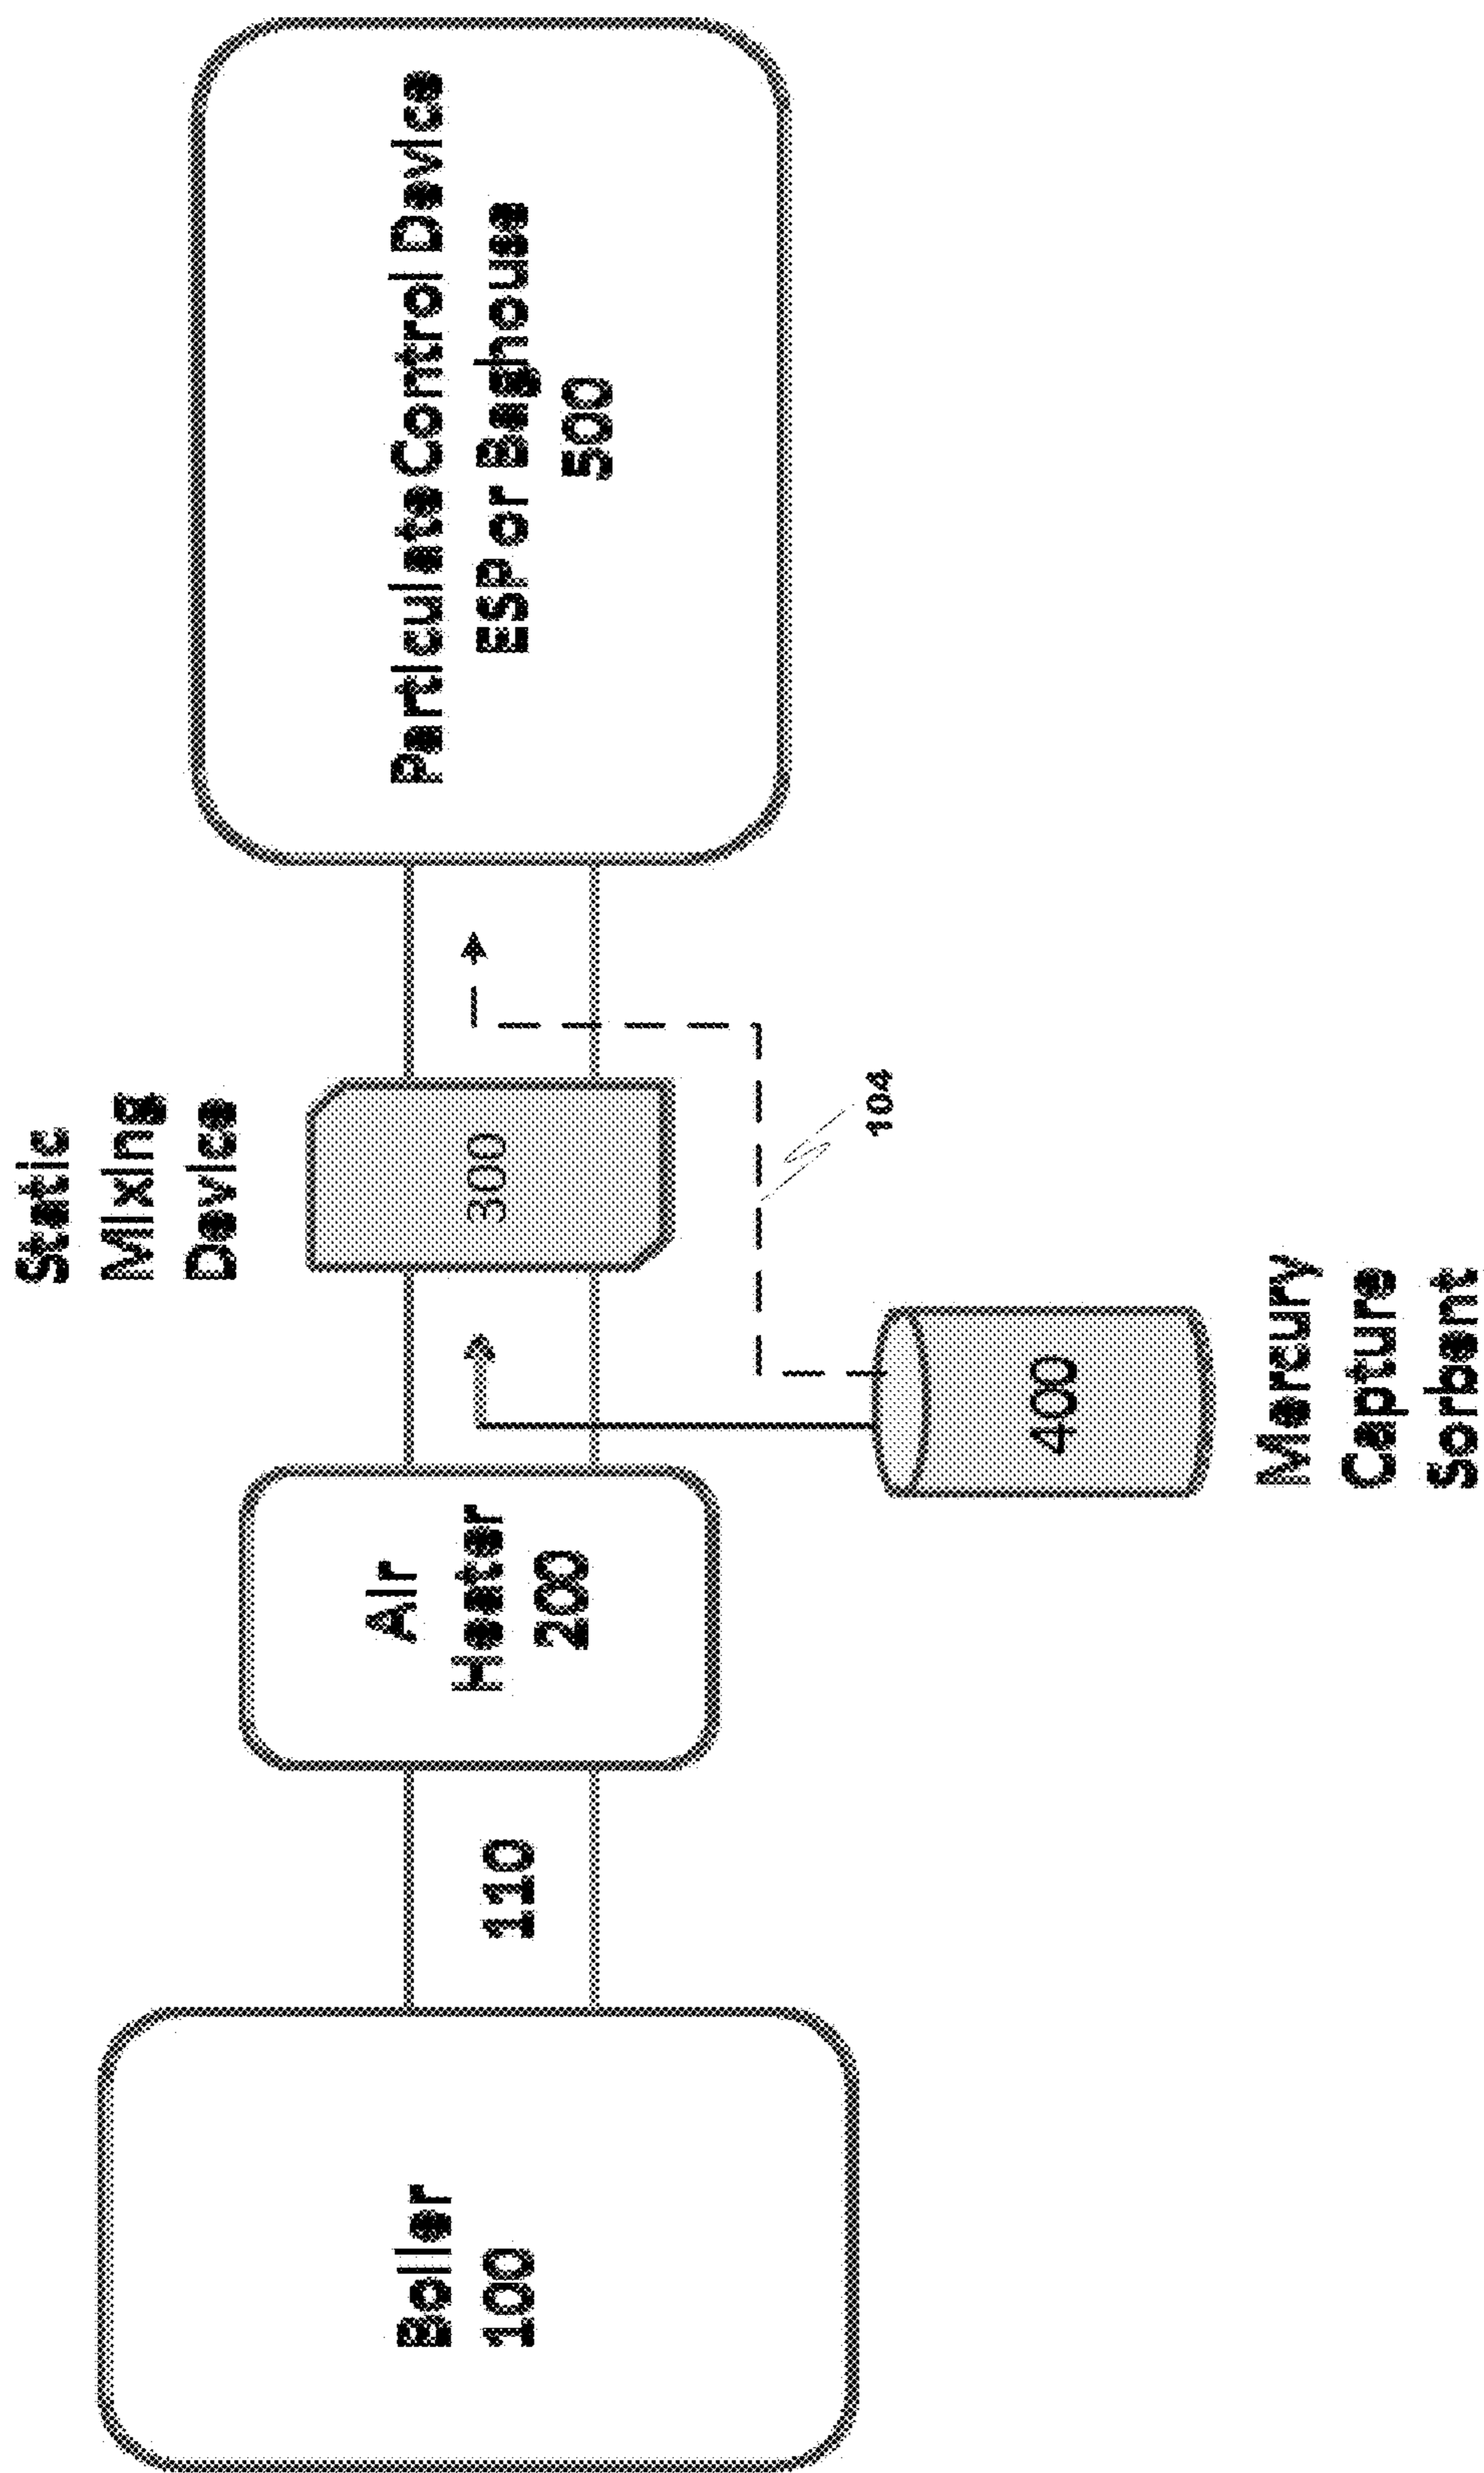 Boiler
100
110
Air
Heater
200
Static
Mixing
Device
300
104
400
Mercury
Capture
Sorbent
Particulate Control Device
ESP or Baghouse
500